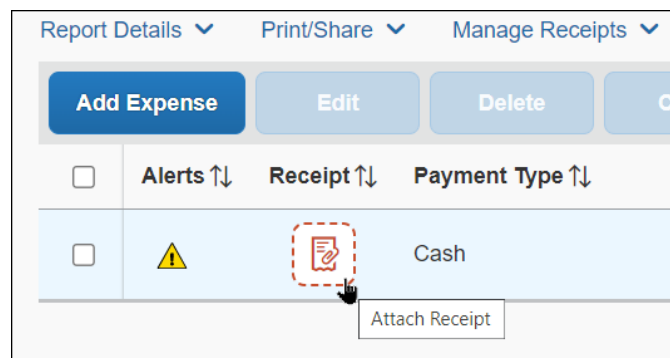 Report Details Print/Share Manage Receipts
Add Expense Edit Delete
Alerts Receipt Payment Type
Cash
Attach Receipt